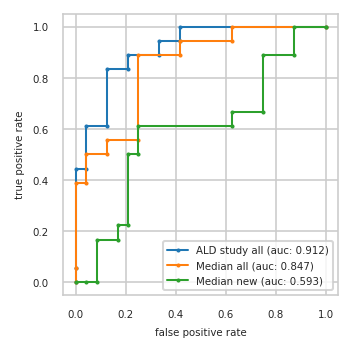 1.0
0.8
0.6
0.4
0.2
0.0
true positive rate
ALD study all (auc: 0.912)
Median all (auc: 0.847)
Median new (auc: 0.593)
0.0 0.2 0.4 0.6 0.8 1.0
false positive rate